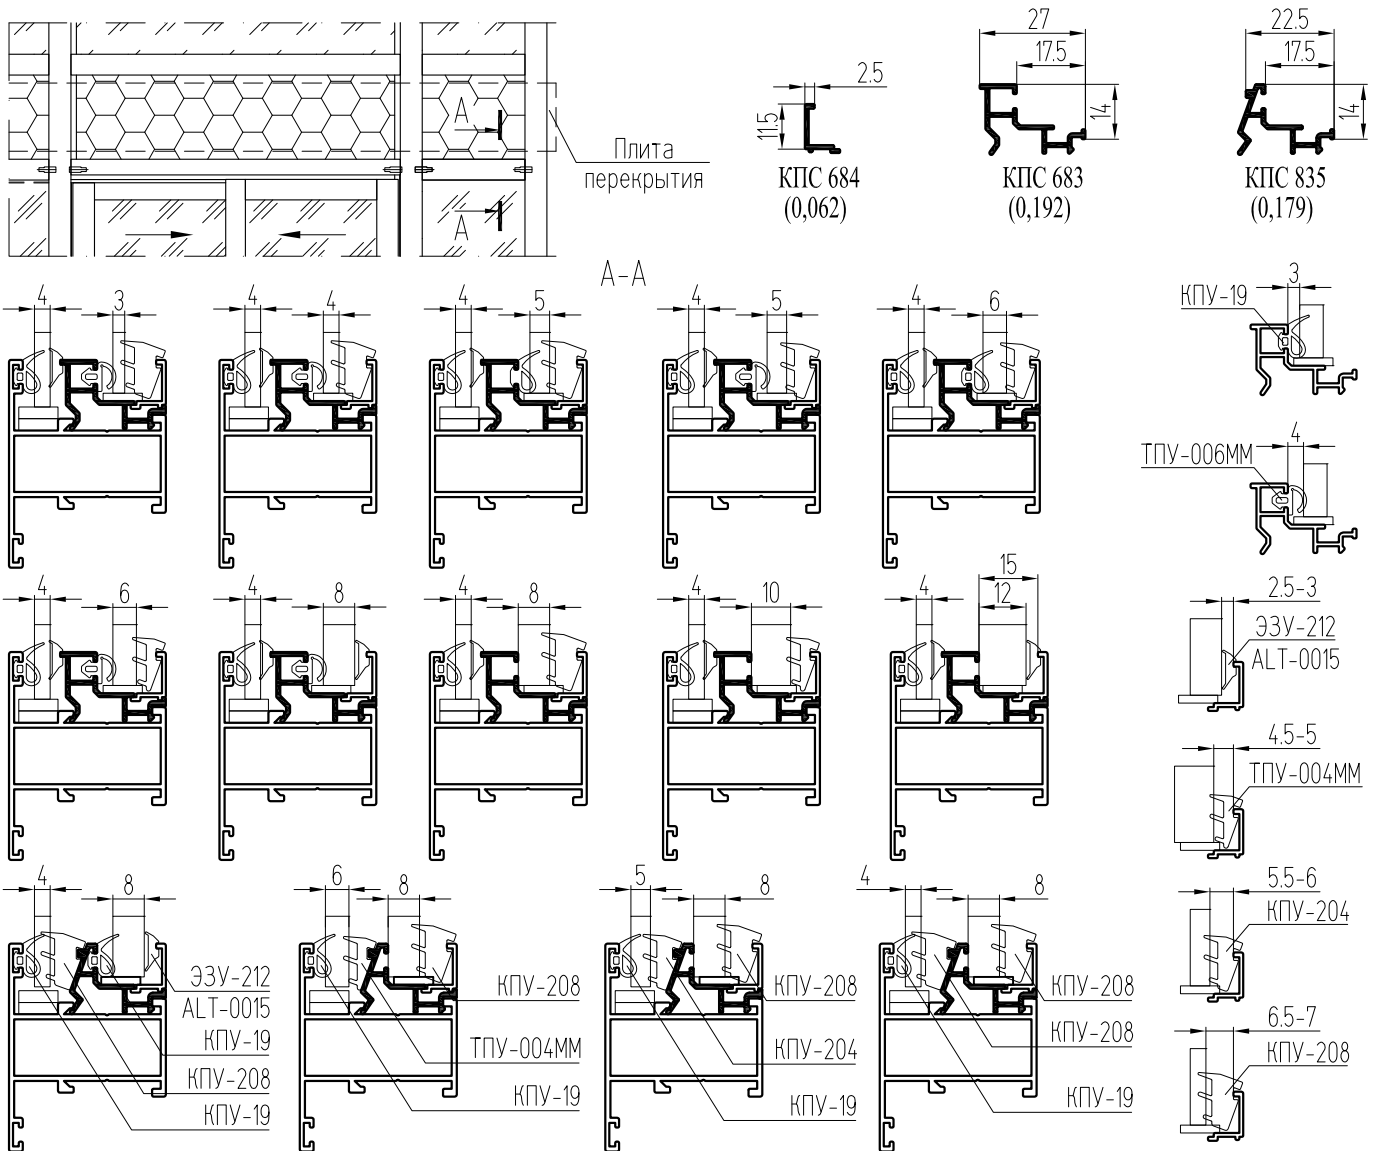 27
22.5
2.5
17.5
17.5
11.5
14
14
А
А
Плита
перекрытия
КПС 684
(0,062)
КПС 683
(0,192)
КПС 835
(0,179)
А-А
4
3
4
4
4
5
4
5
4
6
3
КПУ-19
4
ТПУ-006ММ
4
6
4
8
4
8
4
10
4
15
12
2.5-3
ЭЗУ-212
ALT-0015
4.5-5
ТПУ-004ММ
4
8
6
8
5
8
4
8
5.5-6
КПУ-204
ЭЗУ-212
ALT-0015
КПУ-19
КПУ-208
КПУ-19
КПУ-208
ТПУ-004ММ
КПУ-19
КПУ-208
КПУ-204
КПУ-19
КПУ-208
КПУ-208
КПУ-19
6.5-7
КПУ-208